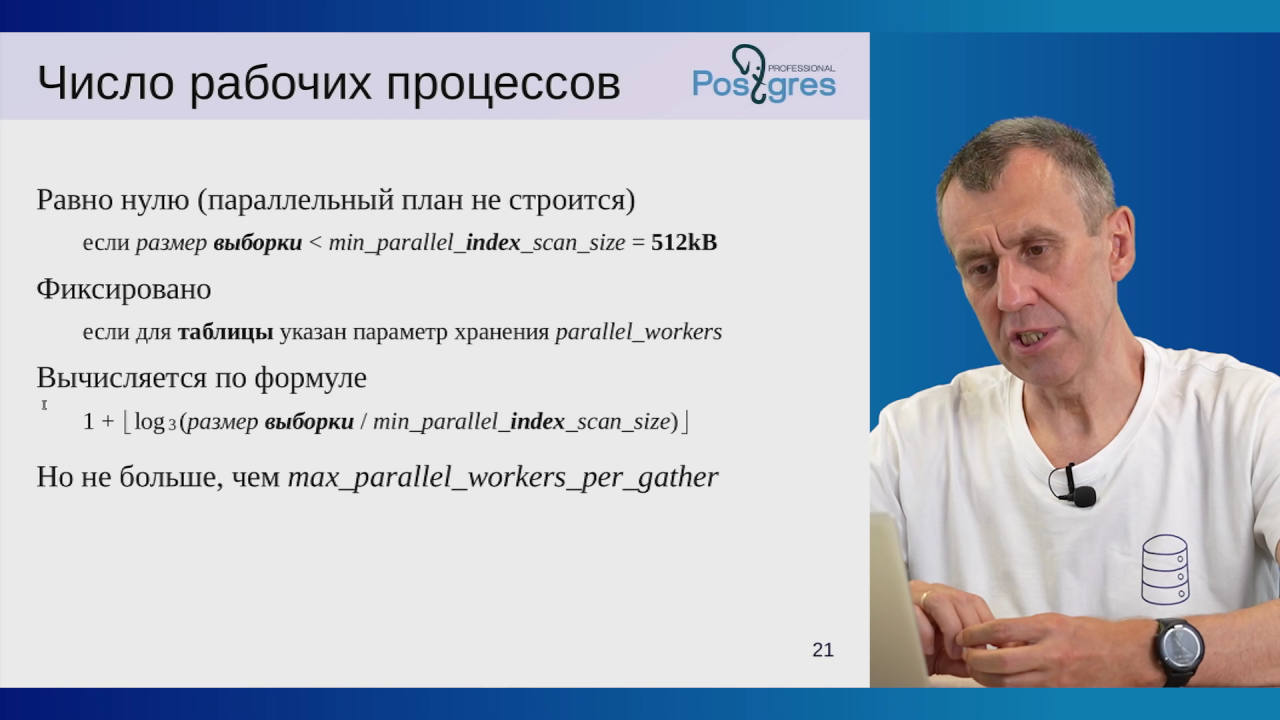 Число рабочих процессов
PROFESSIONAL
Postgres
Равно нулю (параллельный план не строится)
если размер выборки < min_parallel_index_scan_size = 512kB
Фиксировано
если для таблицы указан параметр хранения parallel_workers
Вычисляется по формуле
1 + ⌊log₃(размер выборки / min_parallel_index_scan_size)⌋
Но не больше, чем max_parallel_workers_per_gather
21